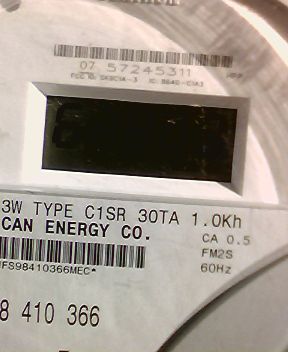 07 57245311
3W TYPE C1SR 30TA 1.0Kh
CAN ENERGY CO.
CA 0.5
FM2S
60Hz
FS98410366MEC*
8 410 366